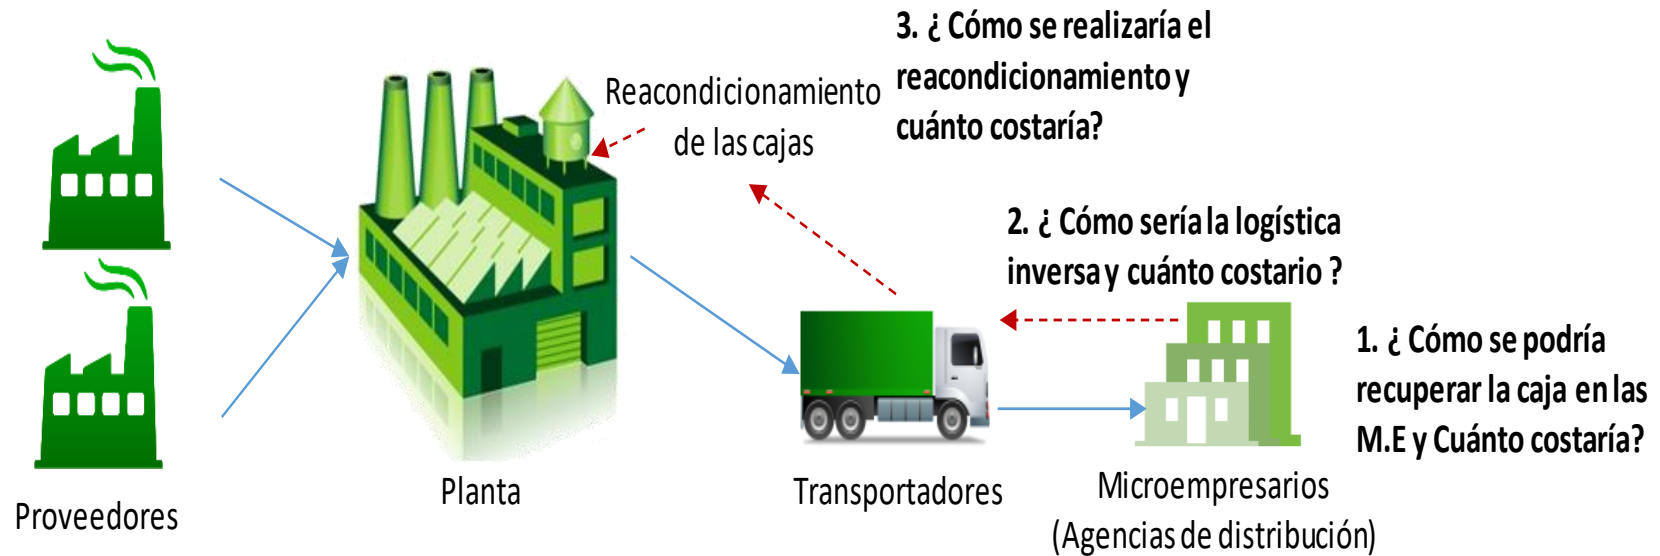 3. ¿ Cómo se realizaría el
reacondicionamiento y
cuánto costaría?
Reacondicionamiento
de las cajas
2. ¿ Cómo sería la logística
inversa y cuánto costario ?
1. ¿ Cómo se podría
recuperar la caja en las
M.E y Cuánto costaría?
Proveedores
Planta
Transportadores
Microempresarios
(Agencias de distribución)